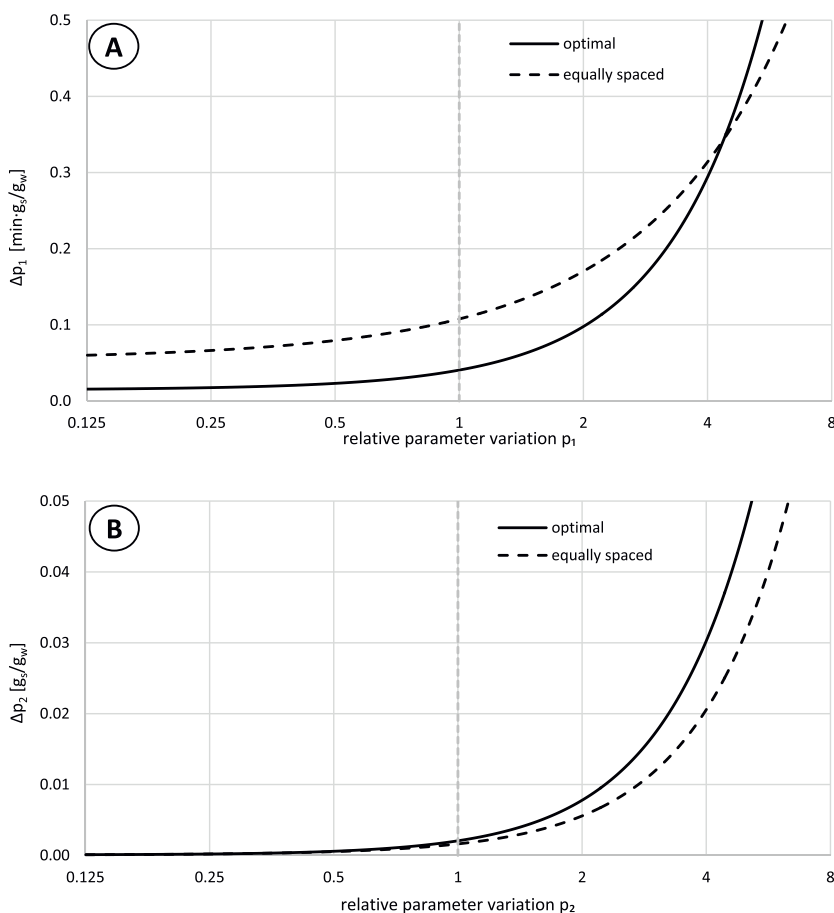 A
0.5
optimal
equally spaced
0.4
0.3
0.2
0.1
0.0
Δp₁ [min·gₛ/g_w]
0.125 0.25 0.5 1 2 4 8
relative parameter variation p₁
B
0.05
optimal
equally spaced
0.04
0.03
0.02
0.01
0.00
Δp₂ [gₛ/g_w]
0.125 0.25 0.5 1 2 4 8
relative parameter variation p₂